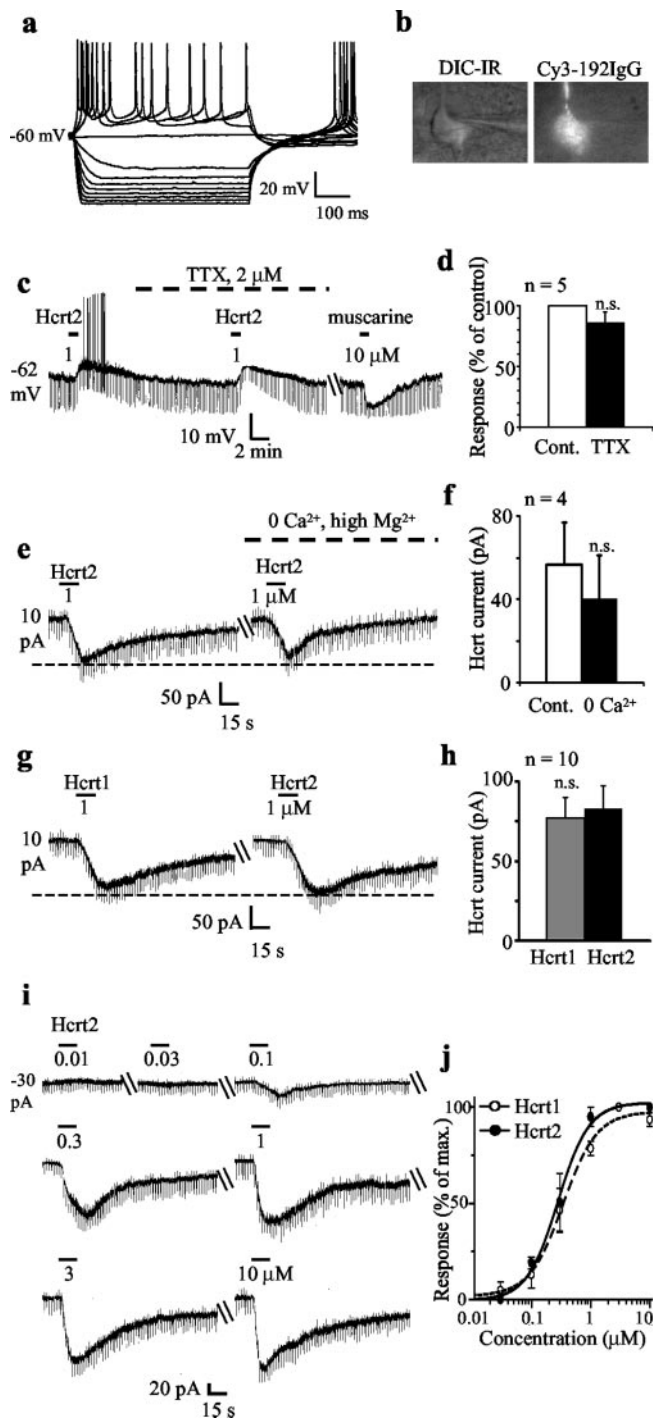 a
-60 mV
20 mV
100 ms
b
DIC-IR
Cy3-192IgG
c
TTX, 2 μM
Hcrt2
1
Hcrt2
1
muscarine
10 μM
-62
mV
10 mV
2 min
d
n = 5
n.s.
Response (% of control)
100
50
0
Cont. TTX
e
0 Ca²⁺, high Mg²⁺
Hcrt2
1
Hcrt2
1 μM
10
pA
50 pA
15 s
f
n = 4
n.s.
Hcrt current (pA)
80
40
0
Cont. 0 Ca²⁺
g
Hcrt1
1
Hcrt2
1 μM
10
pA
50 pA
15 s
h
n = 10
n.s.
Hcrt current (pA)
100
50
0
Hcrt1 Hcrt2
i
Hcrt2
0.01 0.03 0.1
-30
pA
0.3 1
3 10 μM
20 pA
15 s
j
Hcrt1
Hcrt2
Response (% of max.)
100
50
0
0.01 0.1 1 10
Concentration (μM)